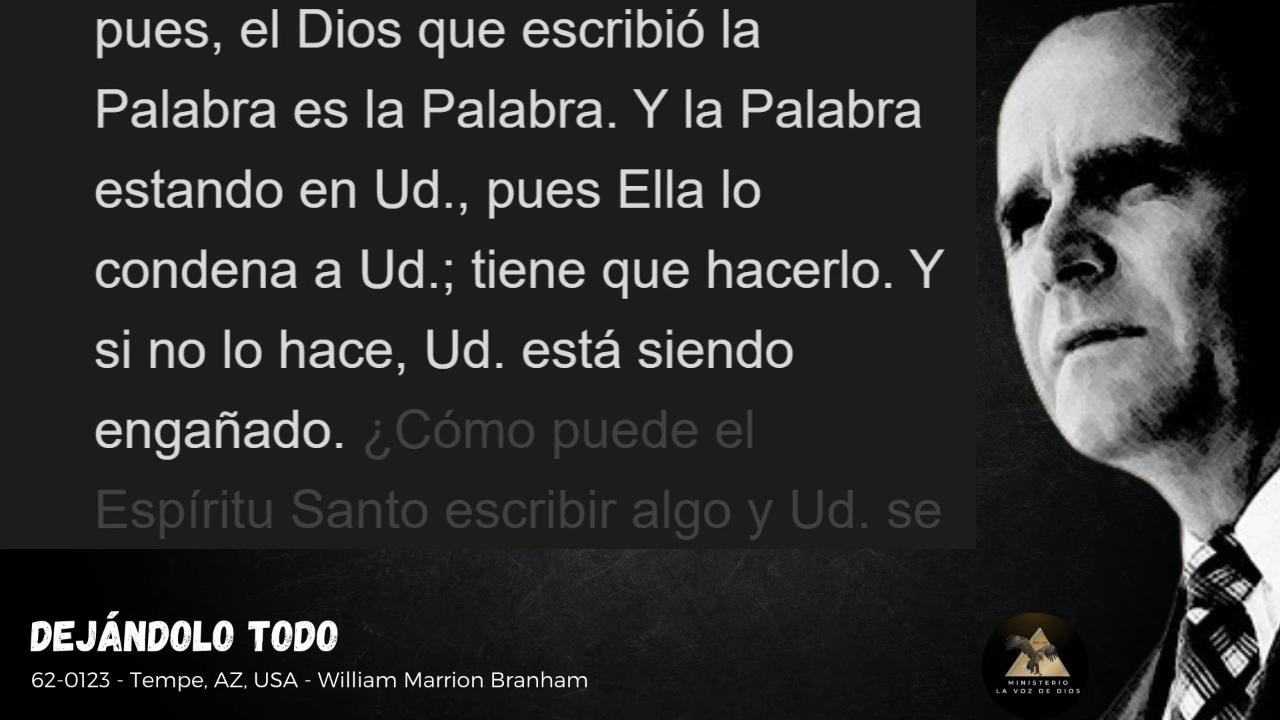 pues, el Dios que escribió la
Palabra es la Palabra. Y la Palabra
estando en Ud., pues Ella lo
condena a Ud.; tiene que hacerlo. Y
si no lo hace, Ud. está siendo
engañado. ¿Cómo puede el
Espíritu Santo escribir algo y Ud. se
DEJÁNDOLO TODO
62-0123 - Tempe, AZ, USA - William Marrion Branham
MINISTERIO
LA VOZ DE DIOS